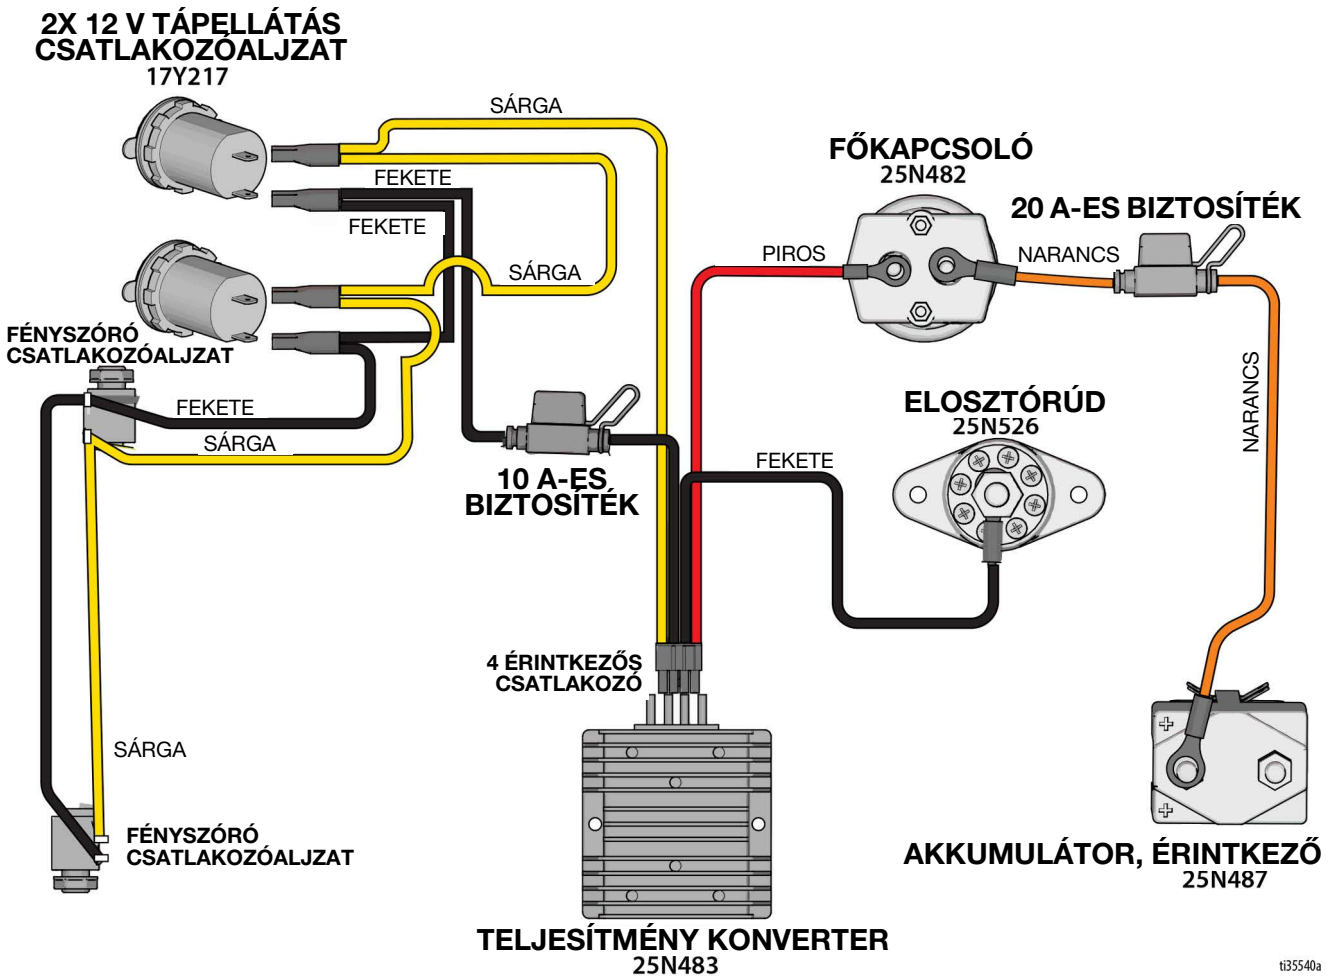 2X 12 V TÁPELLÁTÁS
CSATLAKOZÓALJZAT
17Y217
SÁRGA
FEKETE
FEKETE
SÁRGA
FŐKAPCSOLÓ
25N482
20 A-ES BIZTOSÍTÉK
PIROS
NARANCS
NARANCS
FÉNYSZÓRÓ
CSATLAKOZÓALJZAT
FEKETE
SÁRGA
10 A-ES
BIZTOSÍTÉK
FEKETE
ELOSZTÓRÚD
25N526
4 ÉRINTKEZŐS
CSATLAKOZÓ
SÁRGA
FÉNYSZÓRÓ
CSATLAKOZÓALJZAT
+
+
AKKUMULÁTOR, ÉRINTKEZŐ
25N487
TELJESÍTMÉNY KONVERTER
25N483
ti35540a